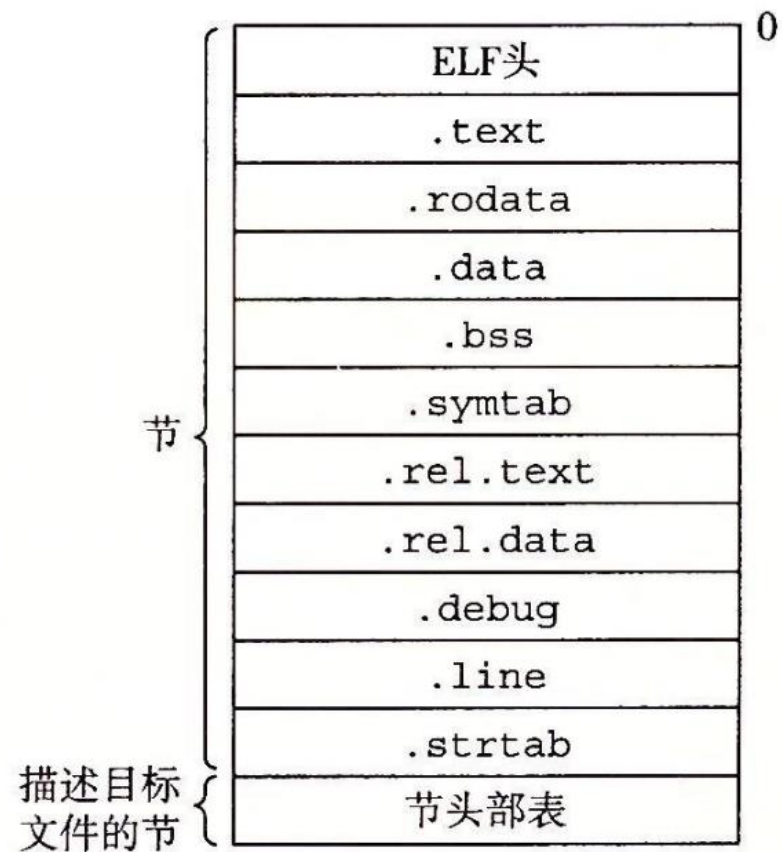 0
ELF头
.text
.rodata
.data
.bss
.symtab
节
.rel.text
.rel.data
.debug
.line
.strtab
描述目标
文件的节
节头部表